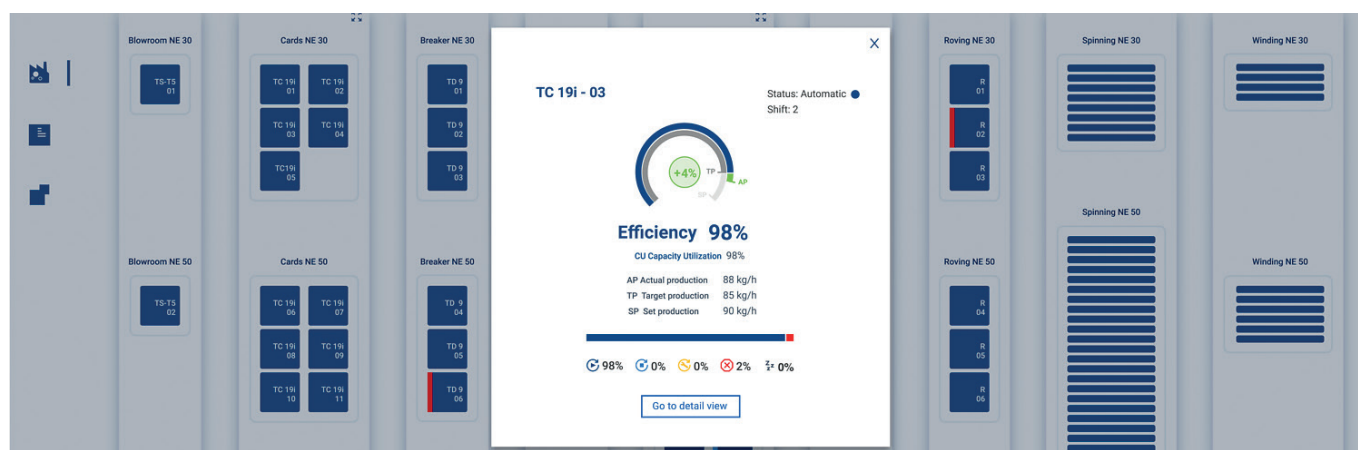 Blowroom NE 30
TS-T5
01
Cards NE 30
TC 19i
01
TC 19i
02
TC 19i
03
TC 19i
04
TC19i
05
Breaker NE 30
TD 9
01
TD 9
02
TD 9
03
Blowroom NE 50
TS-T5
02
Cards NE 50
TC 19i
06
TC 19i
07
TC 19i
08
TC 19i
09
TC 19i
10
TC 19i
11
Breaker NE 50
TD 9
04
TD 9
05
TD 9
06
X
TC 19i - 03
Status: Automatic
Shift: 2
+4%
TP
AP
SP
Efficiency 98%
CU Capacity Utilization 98%
AP Actual production 88 kg/h
TP Target production 85 kg/h
SP Set production 90 kg/h
98% 0% 0% 2% 0%
Go to detail view
Roving NE 30
R
01
R
02
R
03
Roving NE 50
R
04
R
05
R
06
Spinning NE 30
Spinning NE 50
Winding NE 30
Winding NE 50